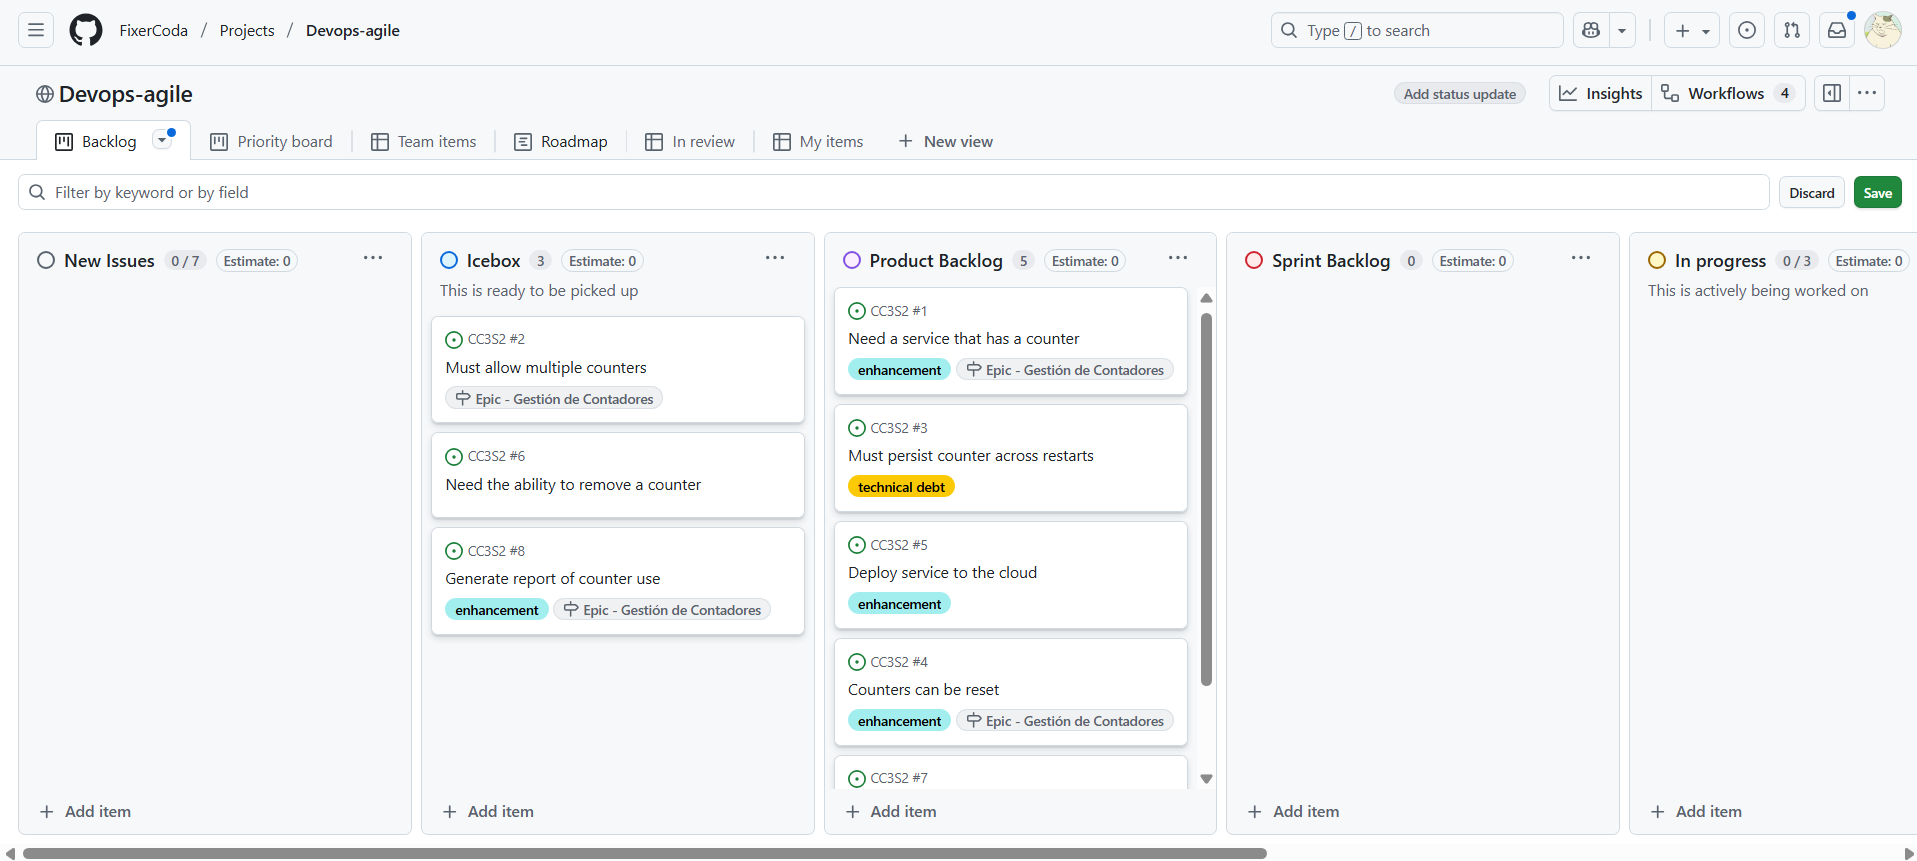 FixerCoda / Projects / Devops-agile
Type / to search
Devops-agile
Add status update
Insights
Workflows 4
Backlog
Priority board
Team items
Roadmap
In review
My items
New view
Filter by keyword or by field
Discard
Save
New Issues 0 / 7 Estimate: 0
Add item
Icebox 3 Estimate: 0
This is ready to be picked up
CC3S2 #2
Must allow multiple counters
Epic - Gestión de Contadores
CC3S2 #6
Need the ability to remove a counter
CC3S2 #8
Generate report of counter use
enhancement Epic - Gestión de Contadores
Add item
Product Backlog 5 Estimate: 0
CC3S2 #1
Need a service that has a counter
enhancement Epic - Gestión de Contadores
CC3S2 #3
Must persist counter across restarts
technical debt
CC3S2 #5
Deploy service to the cloud
enhancement
CC3S2 #4
Counters can be reset
enhancement Epic - Gestión de Contadores
CC3S2 #7
Add item
Sprint Backlog 0 Estimate: 0
Add item
In progress 0 / 3 Estimate: 0
This is actively being worked on
Add item